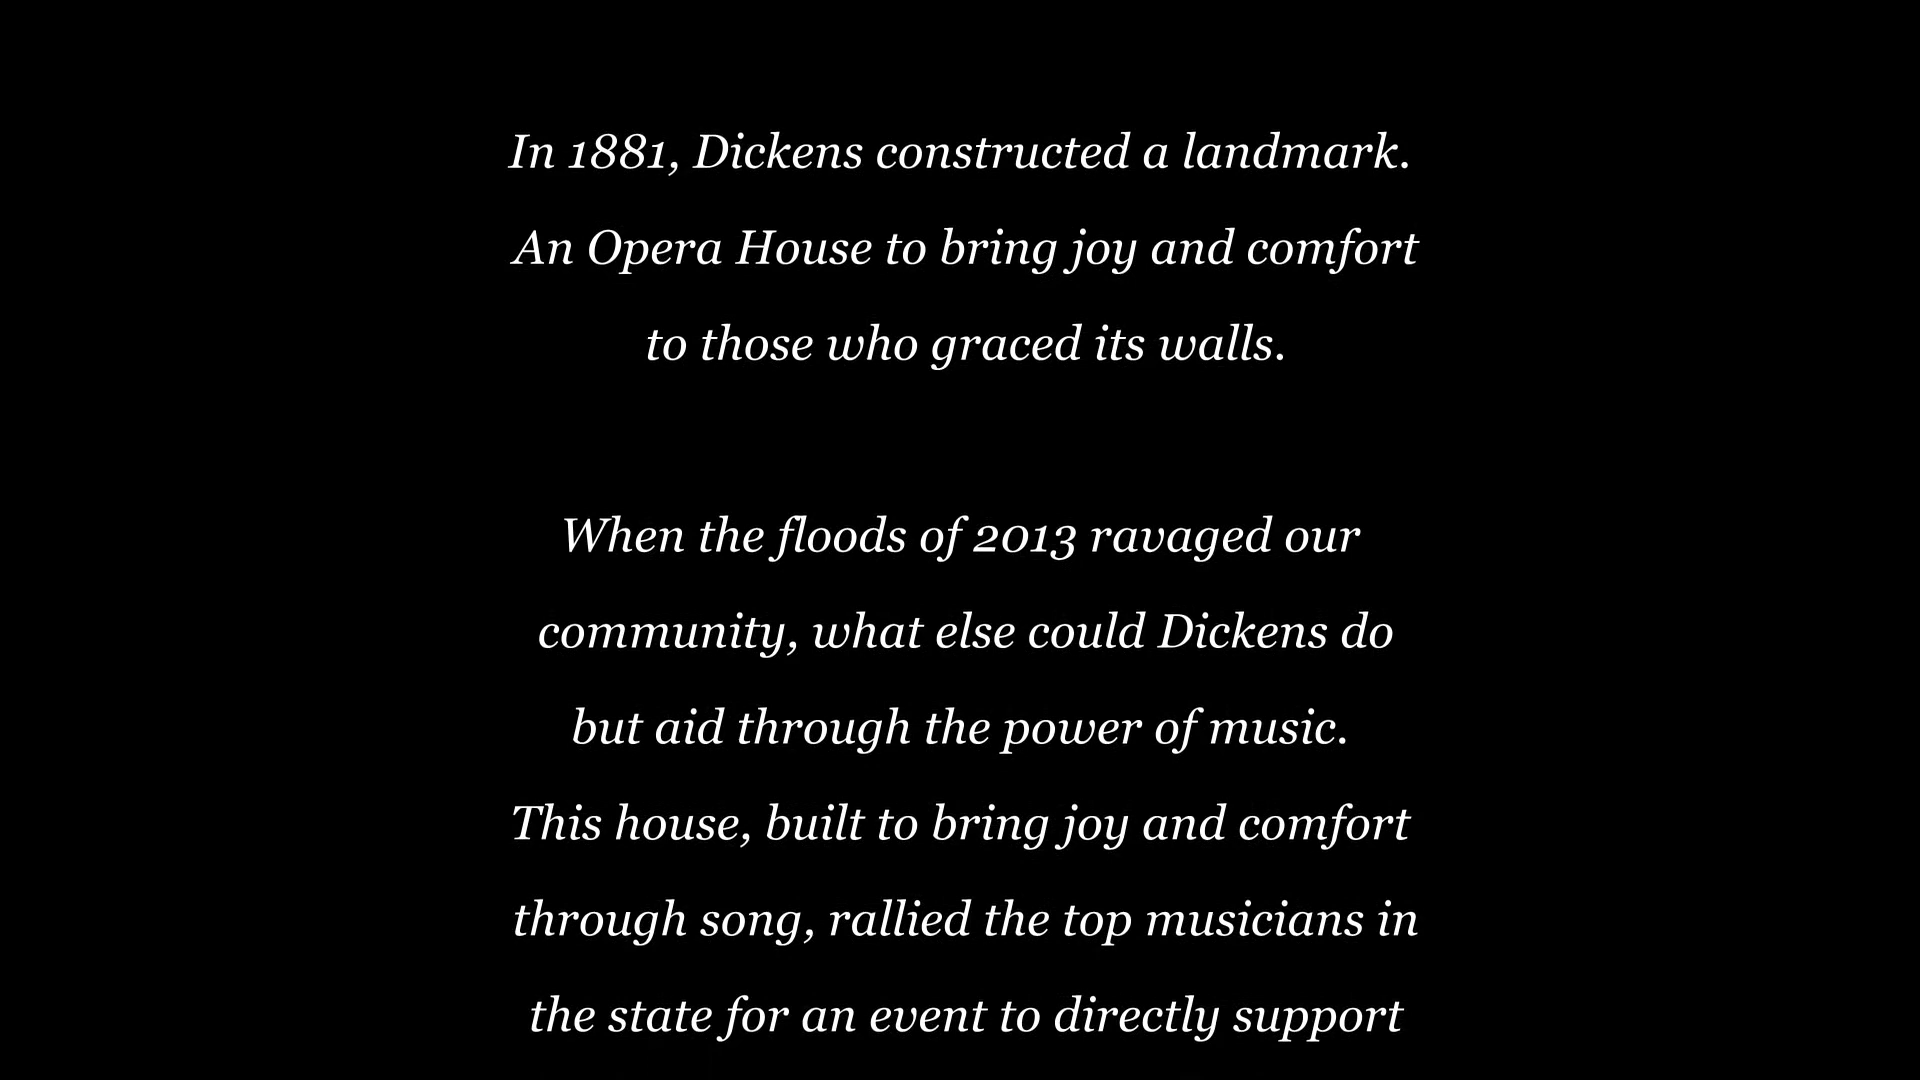 In 1881, Dickens constructed a landmark.
An Opera House to bring joy and comfort
to those who graced its walls.
When the floods of 2013 ravaged our
community, what else could Dickens do
but aid through the power of music.
This house, built to bring joy and comfort
through song, rallied the top musicians in
the state for an event to directly support